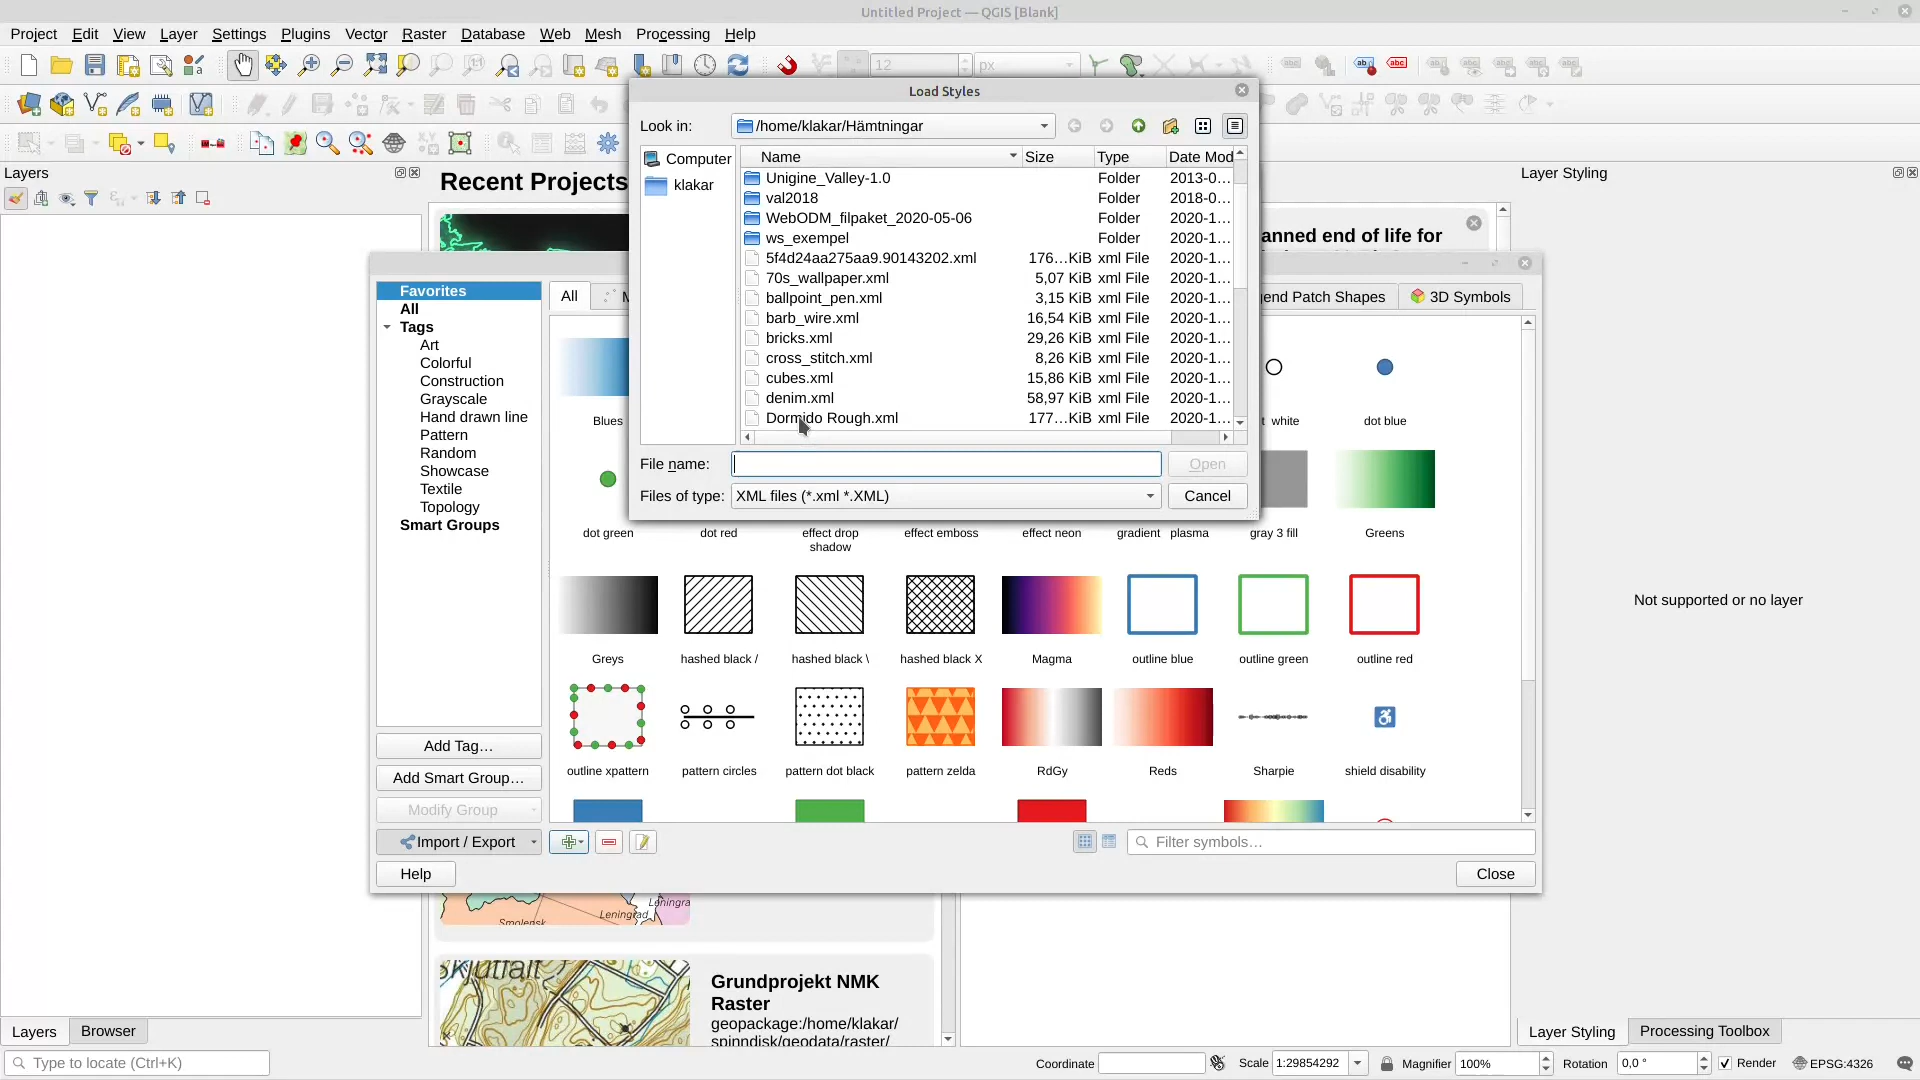 Untitled Project — QGIS [Blank]
Project Edit View Layer Settings Plugins Vector Raster Database Web Mesh Processing Help
12 px
Load Styles
Look in: /home/klakar/Hämtningar
Computer
klakar
Name Size Type Date Mod
Unigine_Valley-1.0 Folder 2013-0…
val2018 Folder 2018-0…
WebODM_filpaket_2020-05-06 Folder 2020-1…
ws_exempel Folder 2020-1…
5f4d24aa275aa9.90143202.xml 176…KiB xml File 2020-1…
70s_wallpaper.xml 5,07 KiB xml File 2020-1…
ballpoint_pen.xml 3,15 KiB xml File 2020-1…
barb_wire.xml 16,54 KiB xml File 2020-1…
bricks.xml 29,26 KiB xml File 2020-1…
cross_stitch.xml 8,26 KiB xml File 2020-1…
cubes.xml 15,86 KiB xml File 2020-1…
denim.xml 58,97 KiB xml File 2020-1…
Dormido Rough.xml 177…KiB xml File 2020-1…
File name: Open
Files of type: XML files (*.xml *.XML) Cancel
Layers
Recent Projects
anned end of life for
Layer Styling
Not supported or no layer
Favorites
All
Tags
Art
Colorful
Construction
Grayscale
Hand drawn line
Pattern
Random
Showcase
Textile
Topology
Smart Groups
Add Tag…
Add Smart Group…
Modify Group
Import / Export
Help
All M end Patch Shapes 3D Symbols
Blues t white dot blue
dot green dot red effect drop shadow effect emboss effect neon gradient plasma gray 3 fill Greens
Greys hashed black / hashed black \ hashed black X Magma outline blue outline green outline red
outline xpattern pattern circles pattern dot black pattern zelda RdGy Reds Sharpie shield disability
Filter symbols…
Close
Smolensk Leningrad Leningra
Grundprojekt NMK
Raster
geopackage:/home/klakar/
spinndisk/geodata/raster/
Layers Browser
Layer Styling Processing Toolbox
Type to locate (Ctrl+K)
Coordinate Scale 1:29854292 Magnifier 100% Rotation 0,0 ° Render EPSG:4326